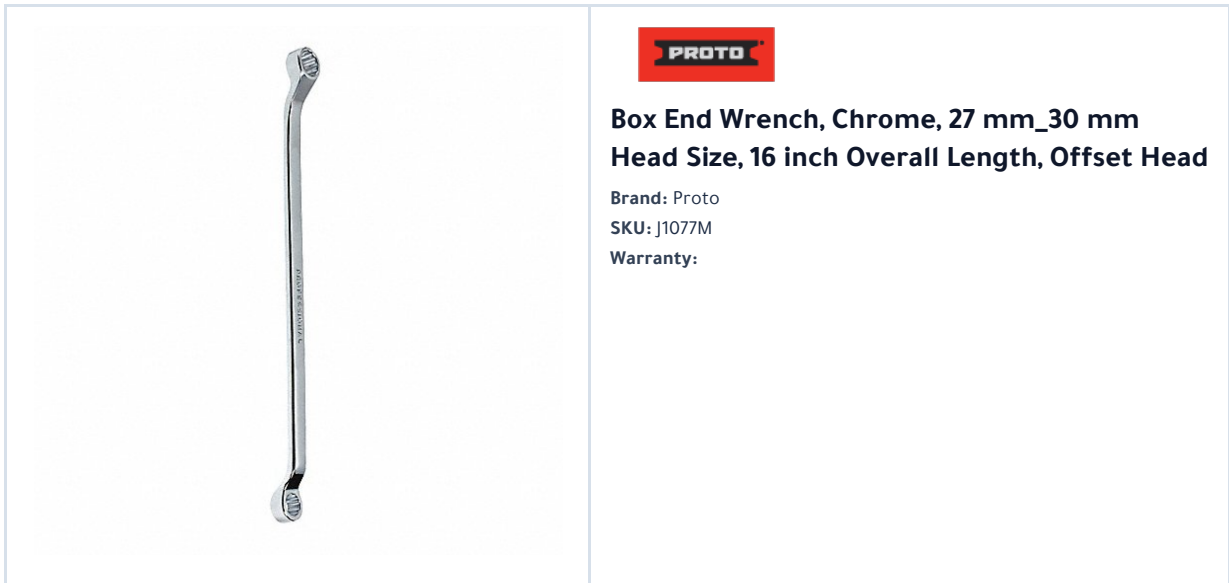 PROTO
Box End Wrench, Chrome, 27 mm_30 mm
Head Size, 16 inch Overall Length, Offset Head
Brand: Proto
SKU: J1077M
Warranty:
PROFESSIONAL